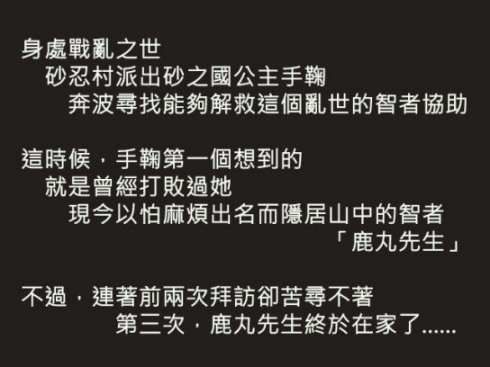 身處戰亂之世
砂忍村派出砂之國公主手鞠
奔波尋找能夠解救這個亂世的智者協助
這時候，手鞠第一個想到的
就是曾經打敗過她
現今以怕麻煩出名而隱居山中的智者
「鹿丸先生」
不過，連著前兩次拜訪卻苦尋不著
第三次，鹿丸先生終於在家了......